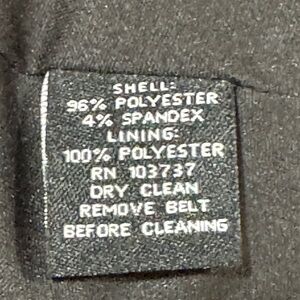 SHELL:
96% POLYESTER
4% SPANDEX
LINING:
100% POLYESTER
RN 103737
DRY CLEAN
REMOVE BELT
BEFORE CLEANING